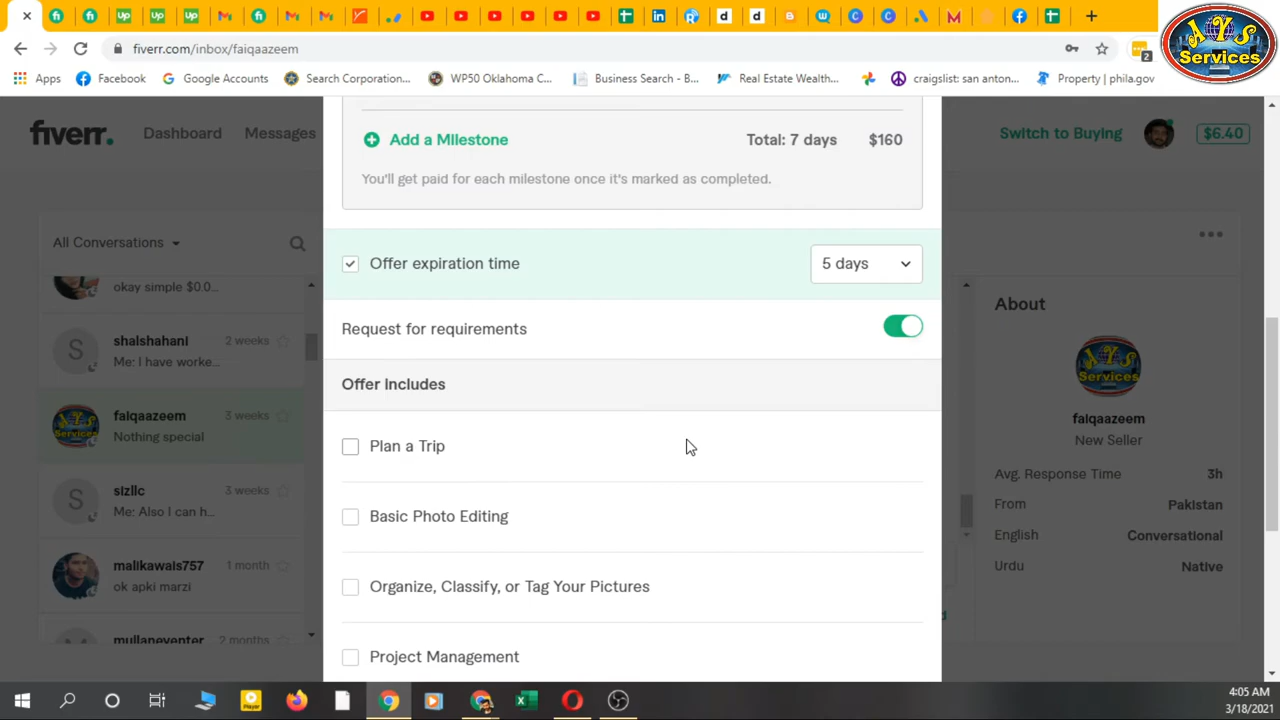 fiverr.com/inbox/faiqaazeem
AYS
Services
2
Apps
Facebook
Google Accounts
Search Corporation...
WP50 Oklahoma C...
Business Search - B...
Real Estate Wealth...
craigslist: san anton...
Property | phila.gov
fiverr.
Dashboard
Messages
Switch to Buying
$6.40
Add a Milestone
Total: 7 days
$160
You'll get paid for each milestone once it's marked as completed.
All Conversations
okay simple $0.0...
shalshahani
2 weeks
Me: I have worke...
faiqaazeem
3 weeks
Nothing special
sizllc
3 weeks
Me: Also I can h...
malikawais757
1 month
ok apki marzi
mullaneyenter
2 months
Offer expiration time
5 days
Request for requirements
Offer includes
Plan a Trip
Basic Photo Editing
Organize, Classify, or Tag Your Pictures
Project Management
About
AYS
Services
faiqaazeem
New Seller
Avg. Response Time
3h
From
Pakistan
English
Conversational
Urdu
Native
4:05 AM
3/18/2021